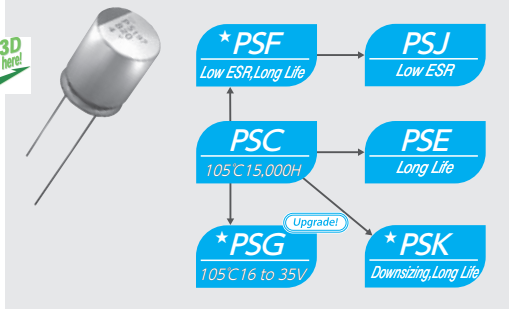 3D
here!
★PSF
Low ESR,Long Life
PSJ
Low ESR
PSC
105℃15,000H
PSE
Long Life
Upgrade!
★PSG
105℃16 to 35V
★PSK
Downsizing,Long Life